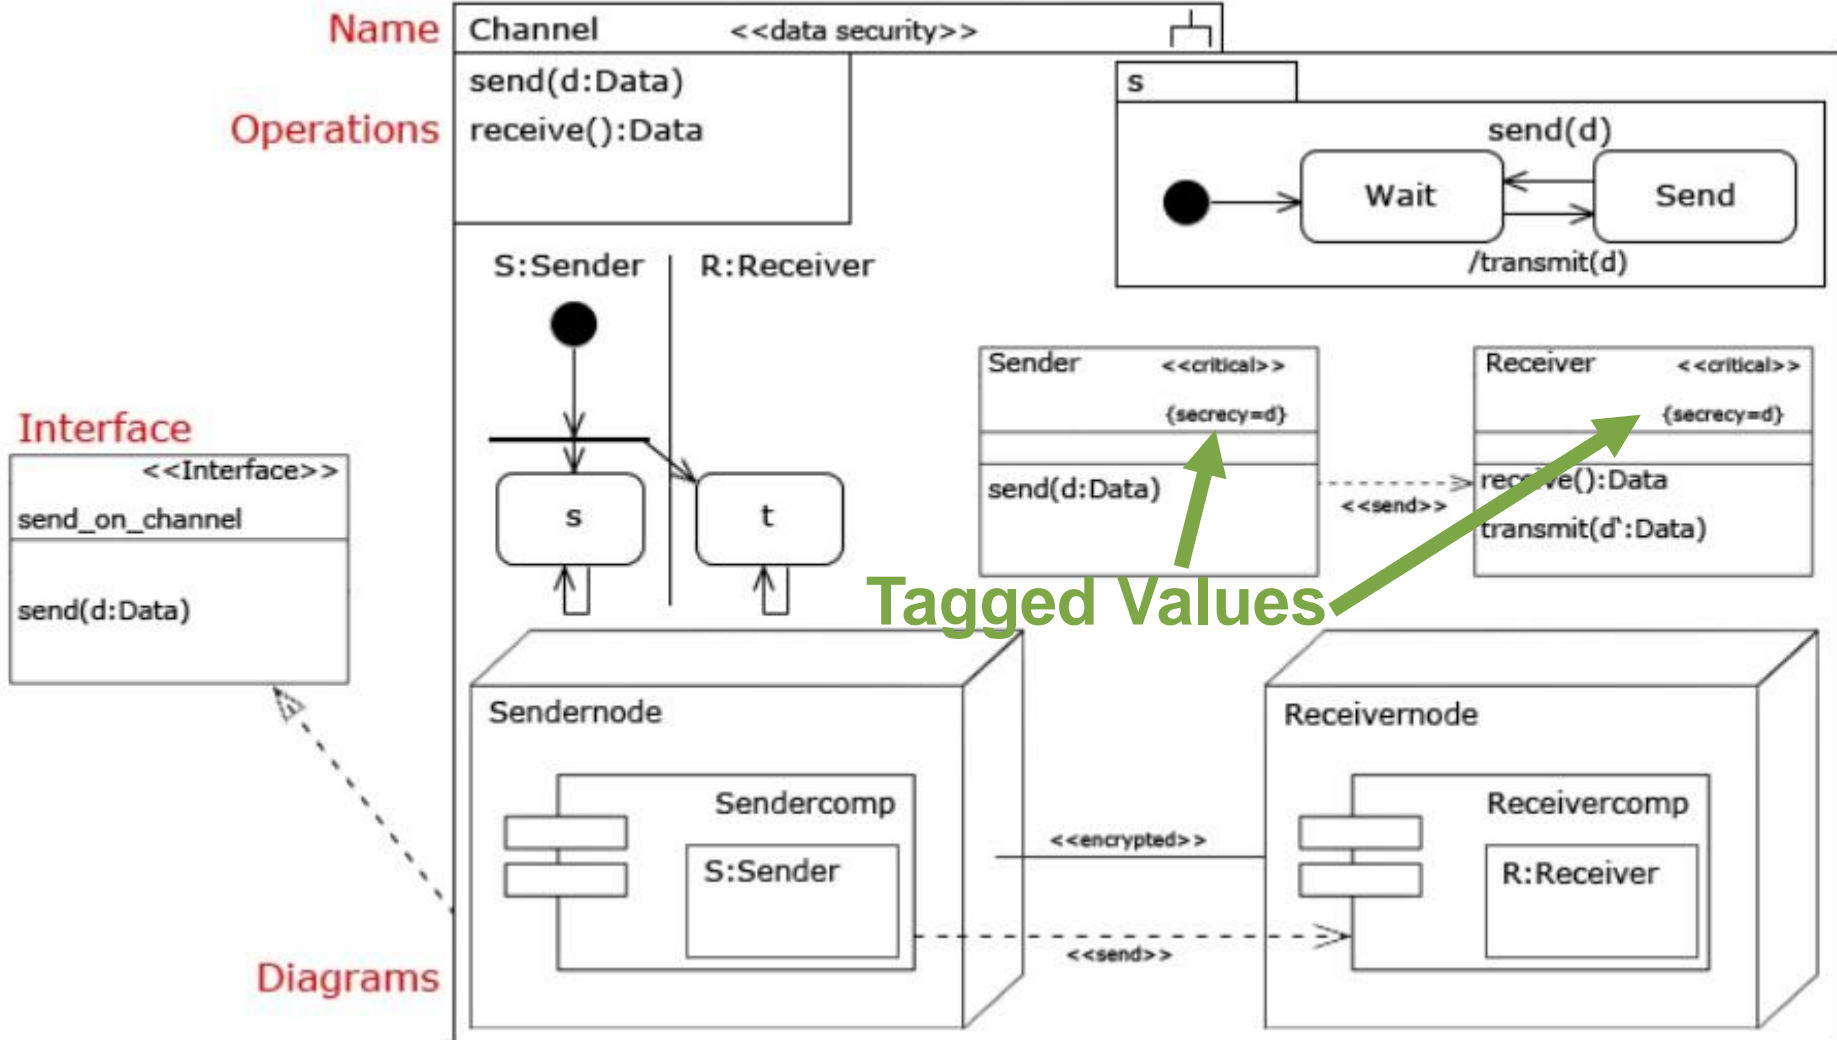 Name
Channel <<data security>>
Operations
send(d:Data)
receive():Data
s
send(d)
Wait
Send
/transmit(d)
S:Sender
R:Receiver
s
t
Sender <<critical>>
{secrecy=d}
send(d:Data)
<<send>>
Receiver <<critical>>
{secrecy=d}
receive():Data
transmit(d‘:Data)
Tagged Values
Interface
<<Interface>>
send_on_channel
send(d:Data)
Sendernode
Sendercomp
S:Sender
<<encrypted>>
<<send>>
Receivernode
Receivercomp
R:Receiver
Diagrams